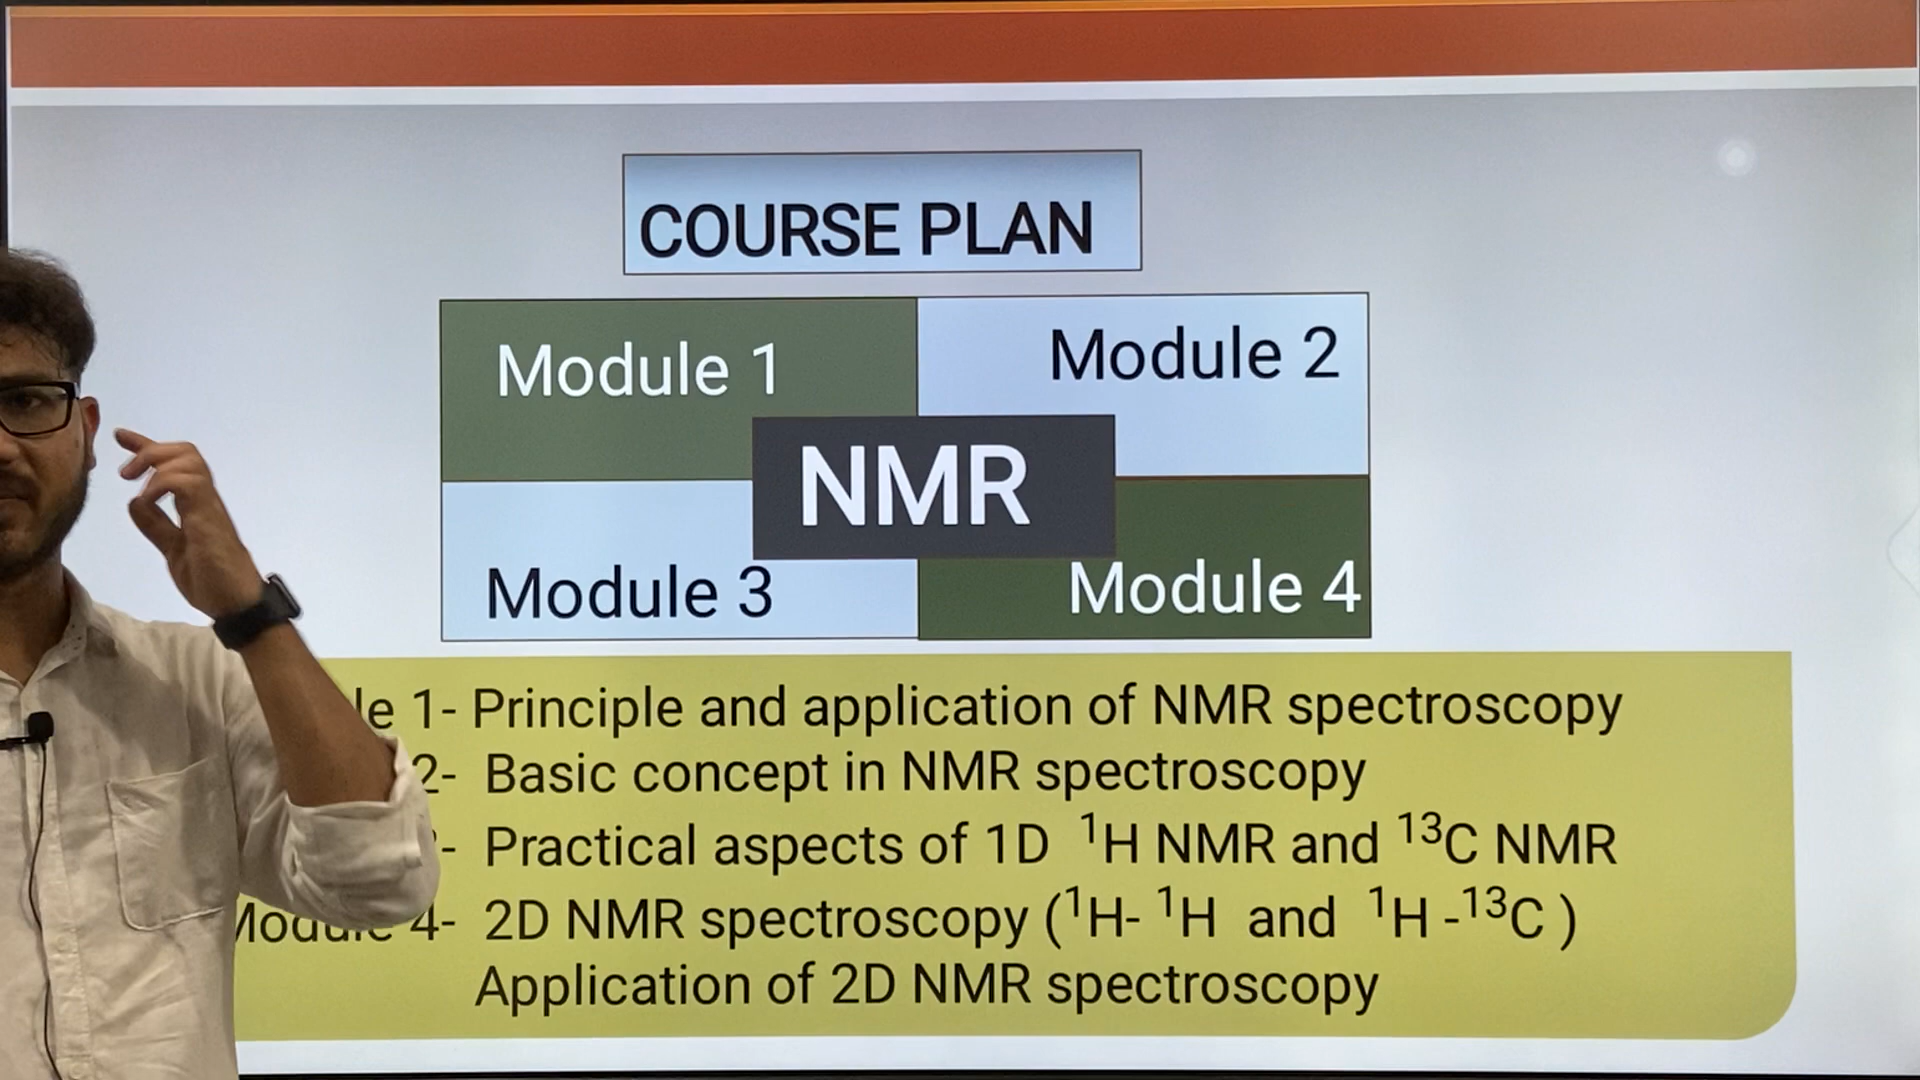 COURSE PLAN
Module 1
Module 2
NMR
Module 3
Module 4
le 1- Principle and application of NMR spectroscopy
2- Basic concept in NMR spectroscopy
- Practical aspects of 1D ¹H NMR and ¹³C NMR
Module 4- 2D NMR spectroscopy (¹H- ¹H and ¹H -¹³C )
Application of 2D NMR spectroscopy